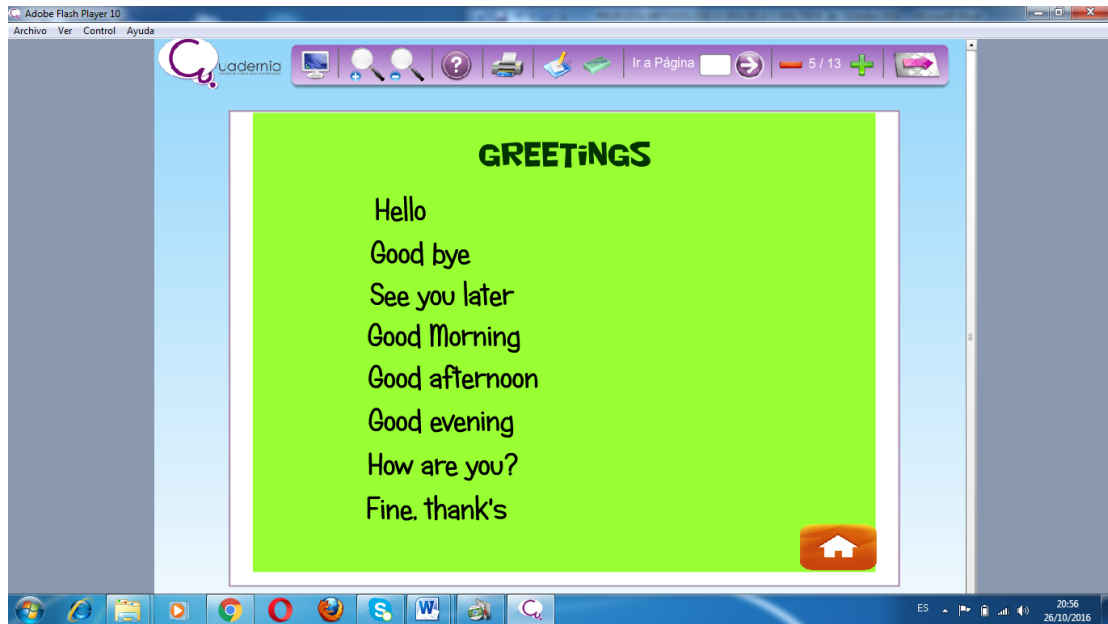 Adobe Flash Player 10
Archivo Ver Control Ayuda
Cuadernia
Ir a Página
5 / 13
GREETiNGS
Hello
Good bye
See you later
Good Morning
Good afternoon
Good evening
How are you?
Fine, thank's
ES
20:56
26/10/2016